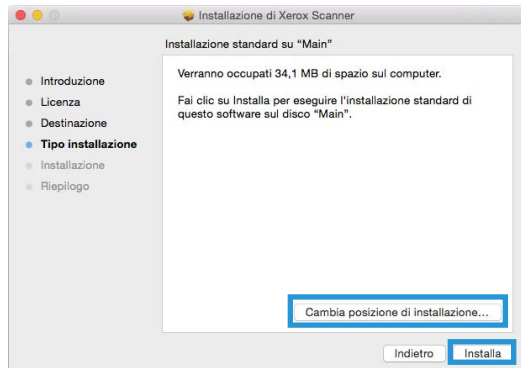 Installazione di Xerox Scanner
Installazione standard su “Main”
Introduzione
Licenza
Destinazione
Tipo installazione
Installazione
Riepilogo
Verranno occupati 34,1 MB di spazio sul computer.
Fai clic su Installa per eseguire l'installazione standard di
questo software sul disco “Main”.
Cambia posizione di installazione...
Indietro
Installa